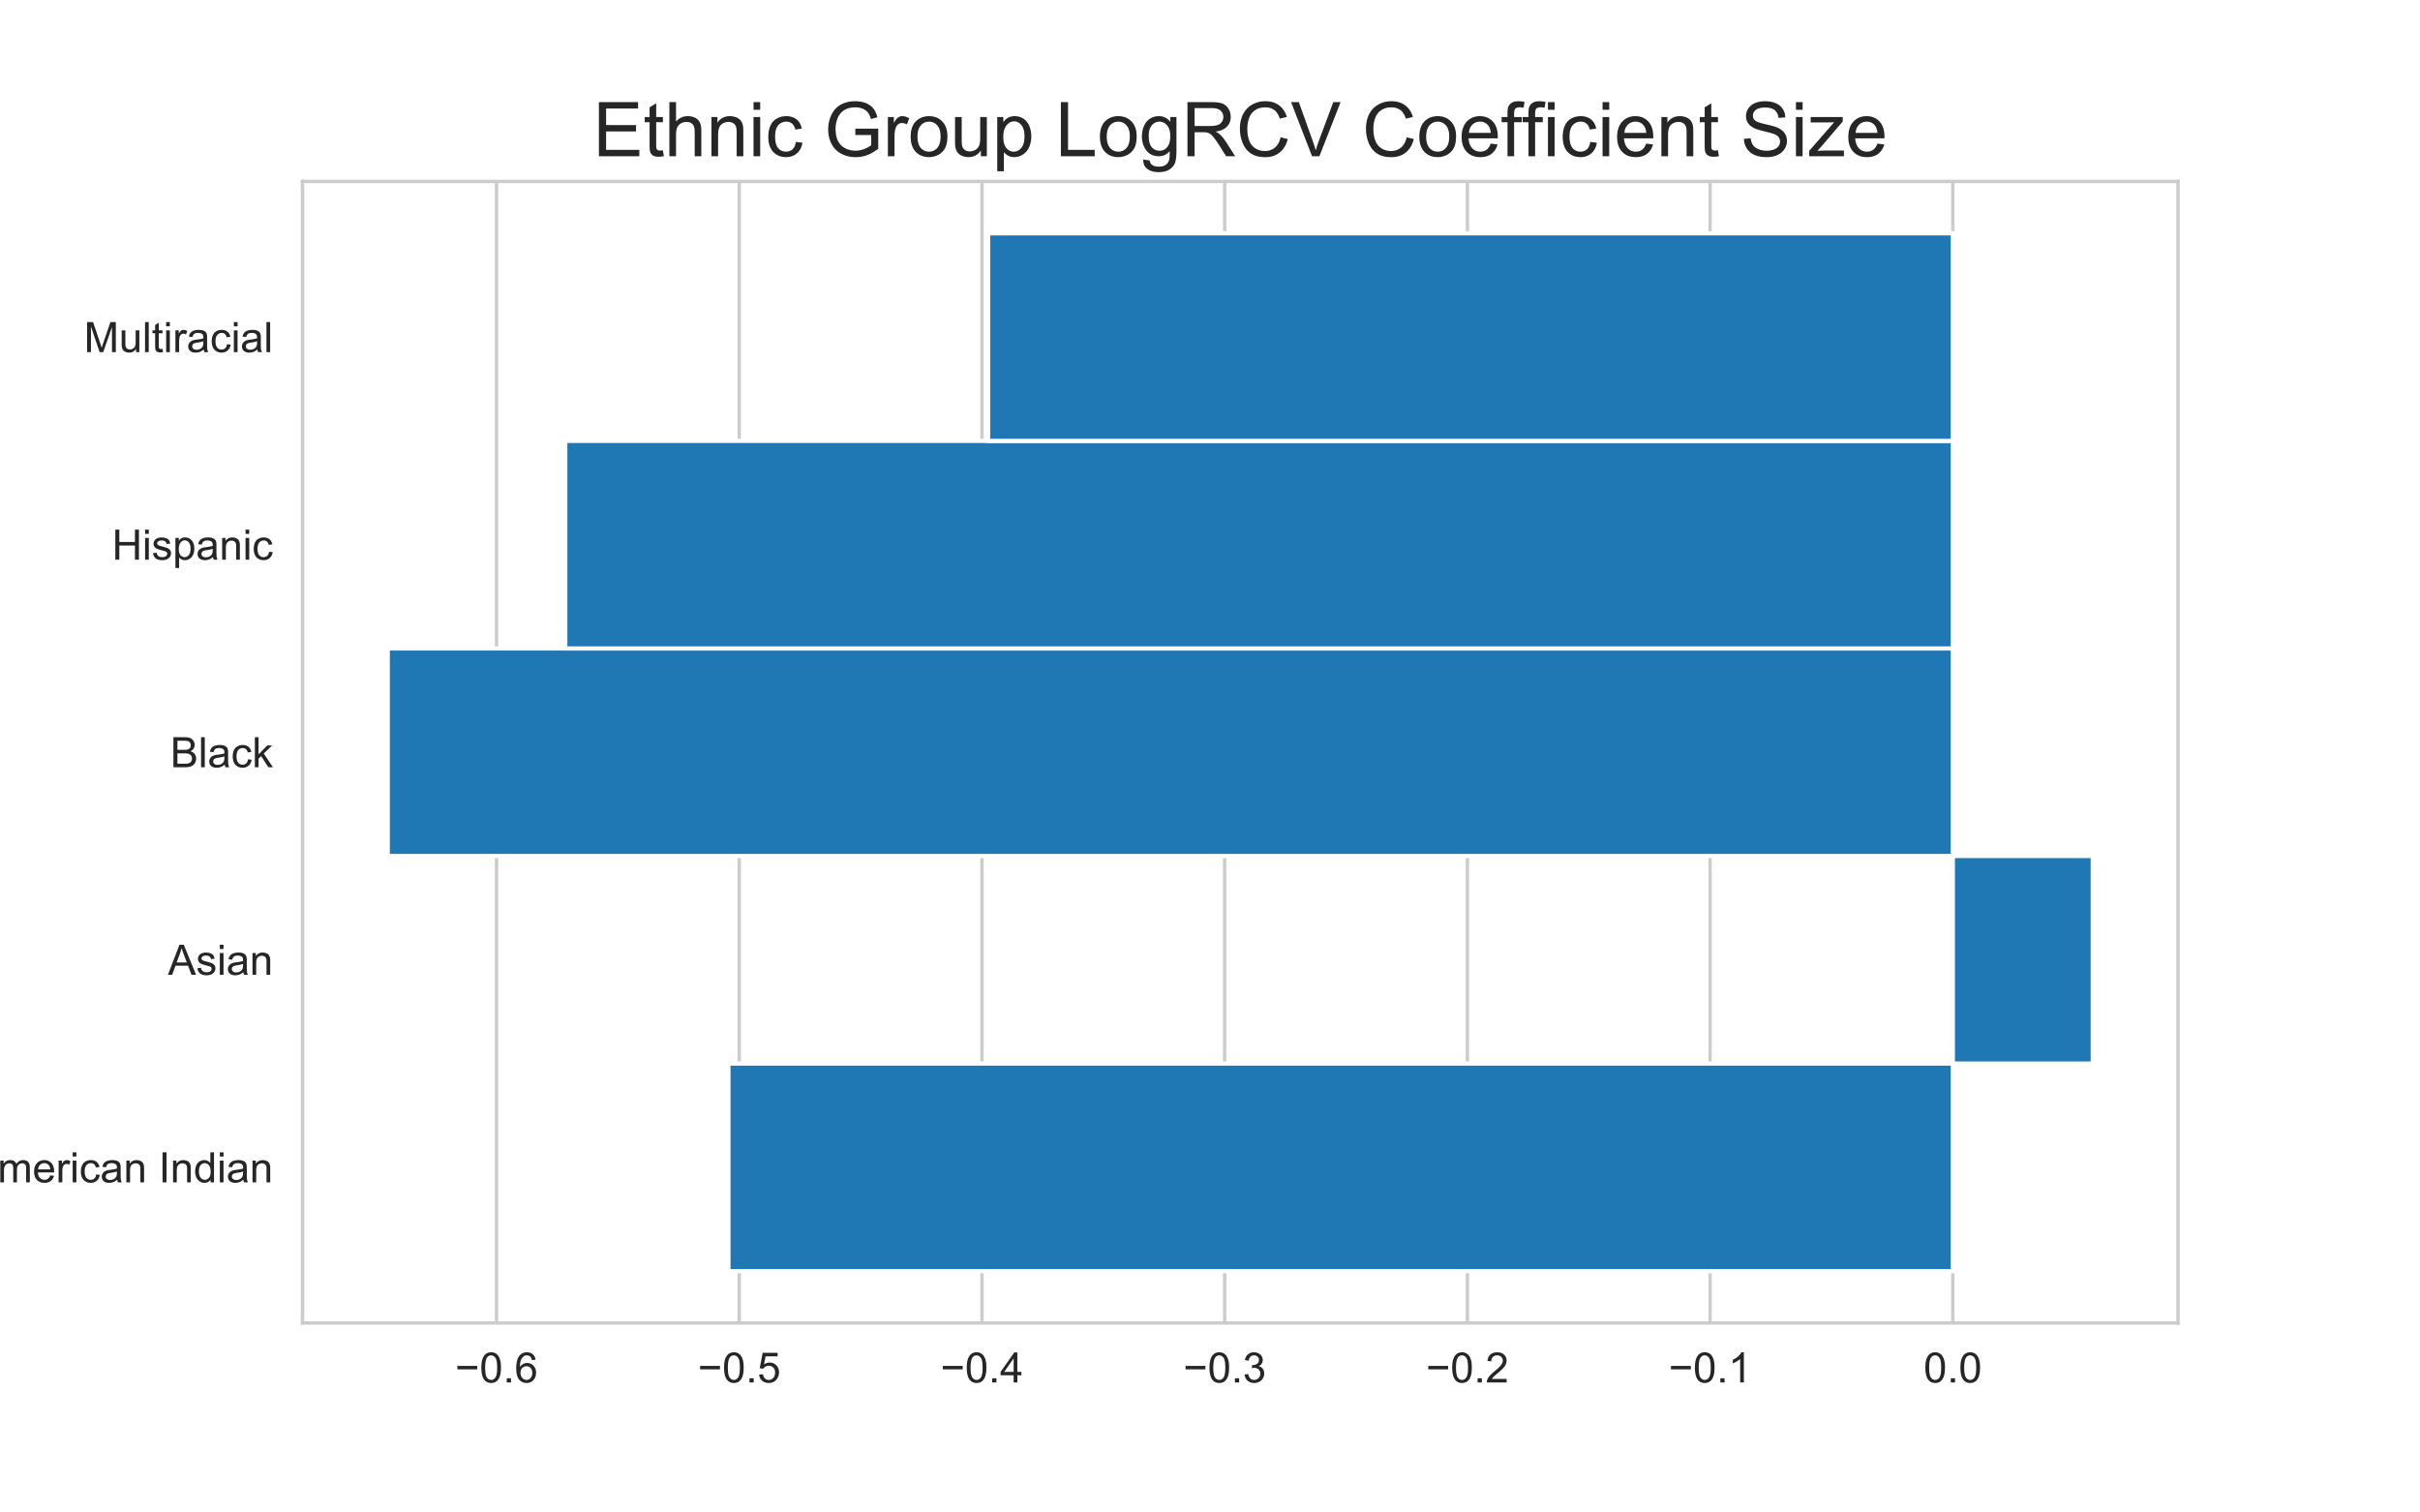 Ethnic Group LogRCV Coefficient Size
Multiracial
Hispanic
Black
Asian
merican Indian
−0.6 −0.5 −0.4 −0.3 −0.2 −0.1 0.0